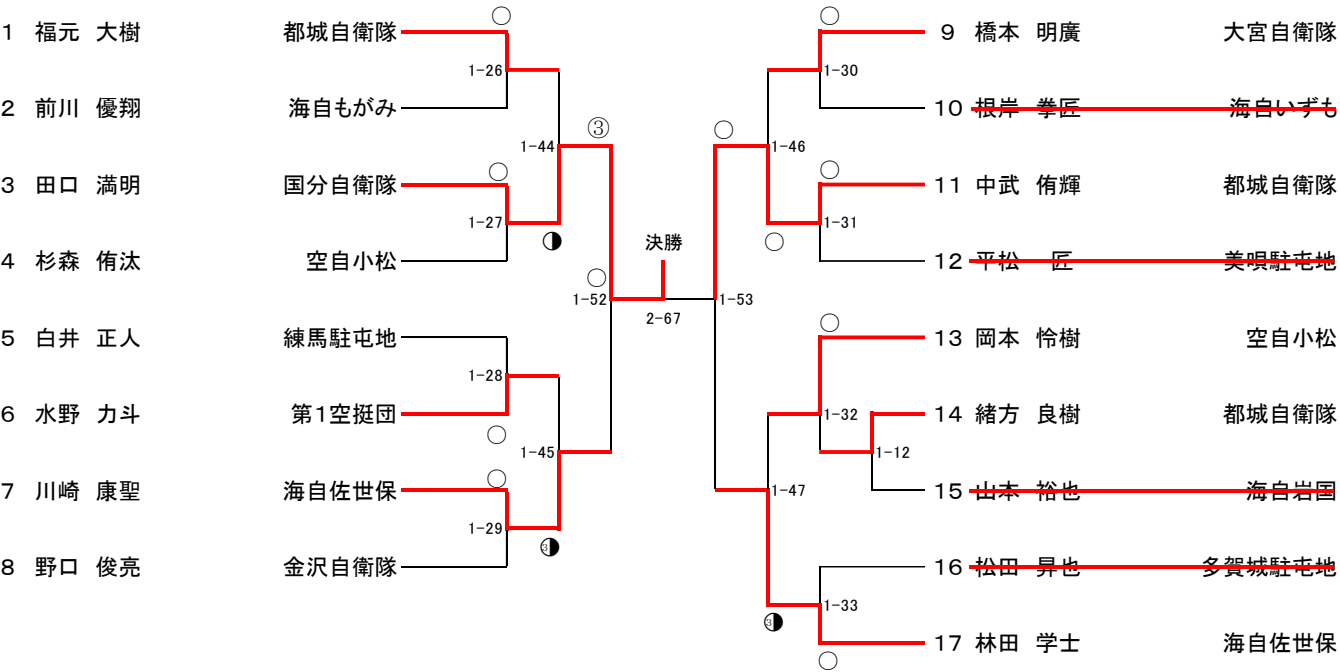 1 福元 大樹 都城自衛隊
2 前川 優翔 海自もがみ
3 田口 満明 国分自衛隊
4 杉森 侑汰 空自小松
5 白井 正人 練馬駐屯地
6 水野 力斗 第1空挺団
7 川崎 康聖 海自佐世保
8 野口 俊亮 金沢自衛隊
1-26
1-27
1-28
1-29
1-44
1-45
③
1-52
決勝
2-67
1-53
1-46
1-47
1-30
1-31
1-32
1-12
1-33
9 橋本 明廣 大宮自衛隊
10 根岸 拳匠 海自いずも
11 中武 侑輝 都城自衛隊
12 平松 匠 美唄駐屯地
13 岡本 怜樹 空自小松
14 緒方 良樹 都城自衛隊
15 山本 裕也 海自岩国
16 松田 昇也 多賀城駐屯地
17 林田 学士 海自佐世保